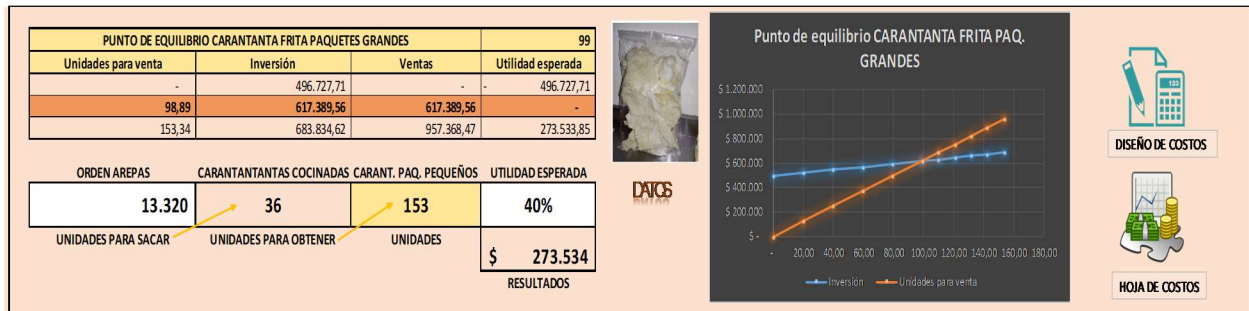 PUNTO DE EQUILIBRIO CARANTANTA FRITA PAQUETES GRANDES 99
Unidades para venta Inversión Ventas Utilidad esperada
- 496.727,71 - - 496.727,71
98,89 617.389,56 617.389,56 -
153,34 683.834,62 957.368,47 273.533,85
ORDEN AREPAS CARANTANTANTAS COCINADAS CARANT. PAQ. PEQUEÑOS UTILIDAD ESPERADA
13.320 36 153 40%
UNIDADES PARA SACAR UNIDADES PARA OBTENER UNIDADES
$ 273.534
RESULTADOS
DATOS
Punto de equilibrio CARANTANTA FRITA PAQ.
GRANDES
$ 1.200.000
$ 1.000.000
$ 800.000
$ 600.000
$ 400.000
$ 200.000
$ -
- 20,00 40,00 60,00 80,00 100,00 120,00 140,00 160,00 180,00
Inversión Unidades para venta
123
DISEÑO DE COSTOS
HOJA DE COSTOS